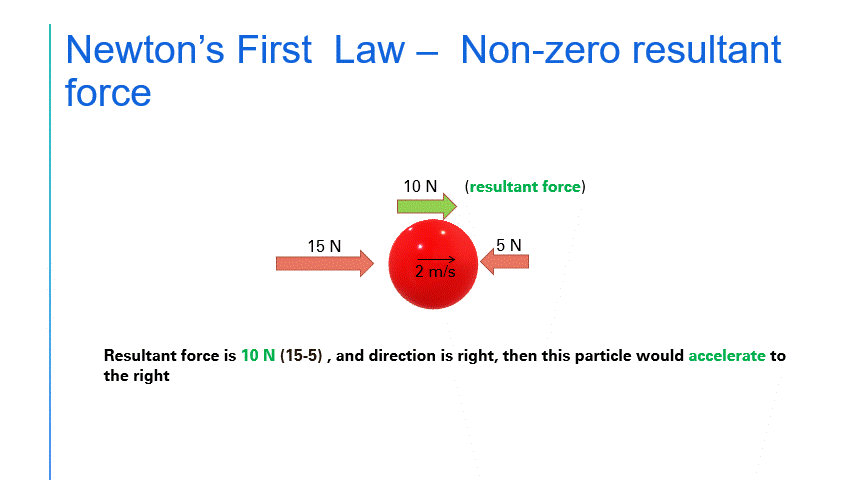 Newton’s First  Law –  Non-zero resultant
force
10 N (resultant force)
15 N
5 N
2 m/s
Resultant force is 10 N (15-5) , and direction is right, then this particle would accelerate to
the right